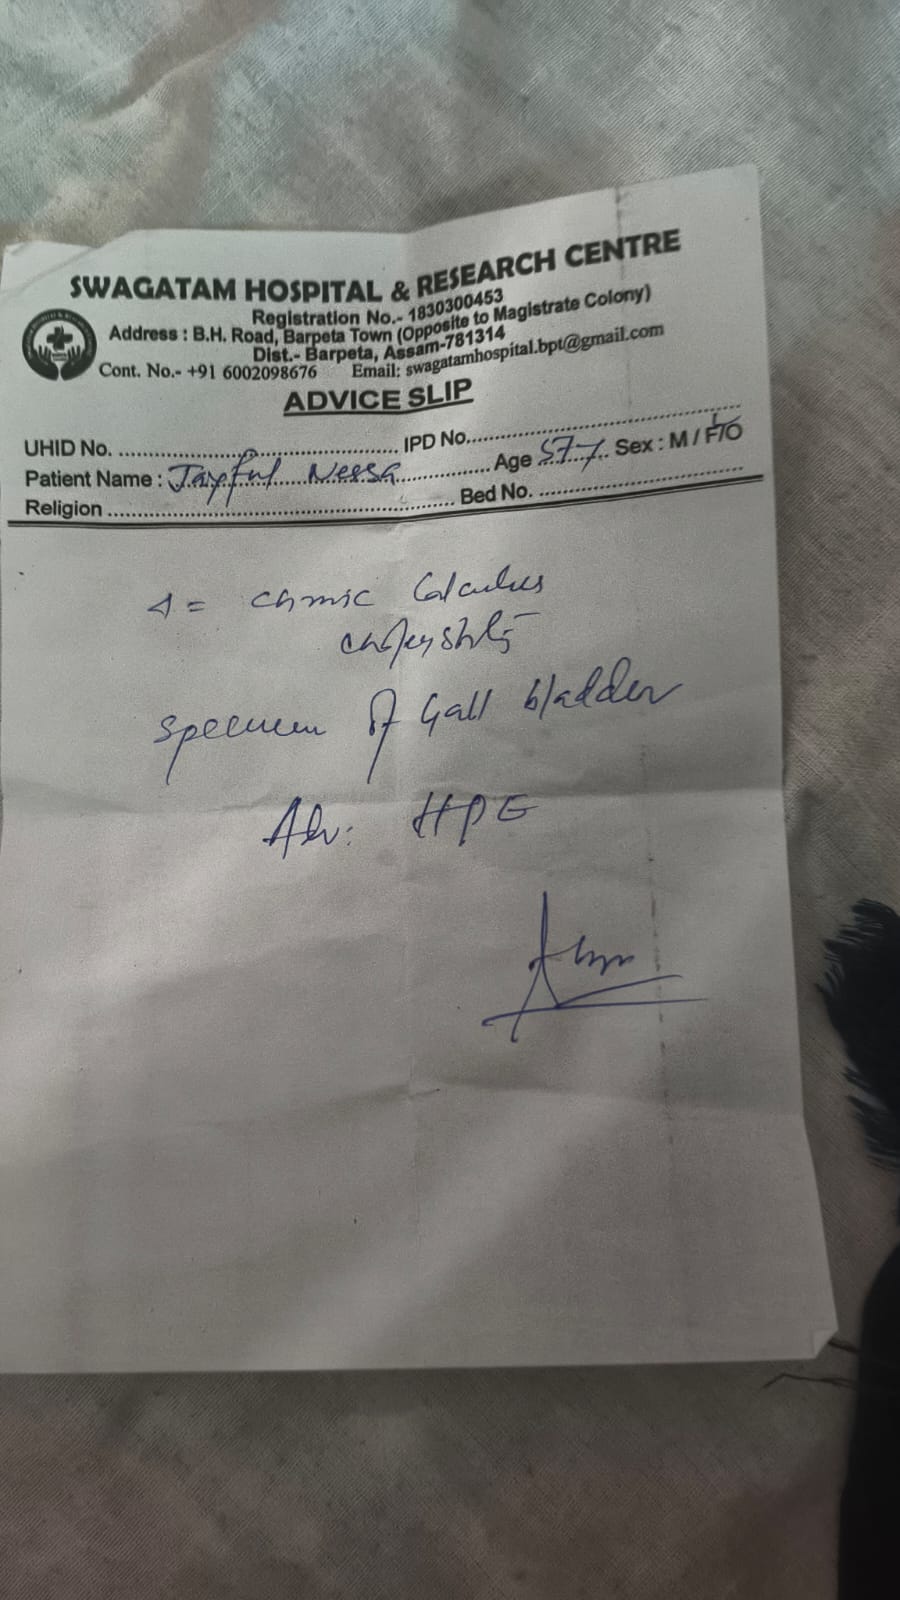 SWAGATAM HOSPITAL & RESEARCH CENTRE
Registration No.- 1830300453
Address : B.H. Road, Barpeta Town (Opposite to Magistrate Colony)
Dist.- Barpeta, Assam-781314
Cont. No.- +91 6002098676 Email: swagatamhospital.bpt@gmail.com
ADVICE SLIP
UHID No. IPD No.
Patient Name : Nessa Age 57 Sex : M / F/O
Religion Bed No.
Δ = Chronic Calculus
Specimen of Gall bladder
Adv: HPE